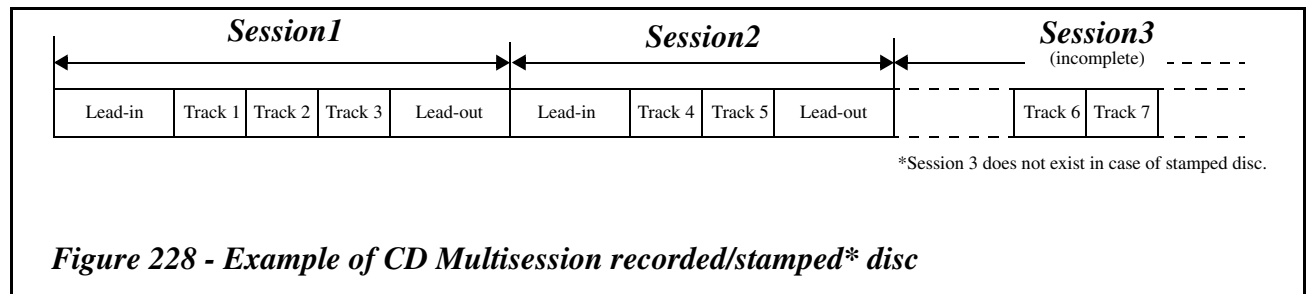 Session1 Session2 Session3
(incomplete)
Lead-in Track 1 Track 2 Track 3 Lead-out Lead-in Track 4 Track 5 Lead-out Track 6 Track 7
*Session 3 does not exist in case of stamped disc.
Figure 228 - Example of CD Multisession recorded/stamped* disc